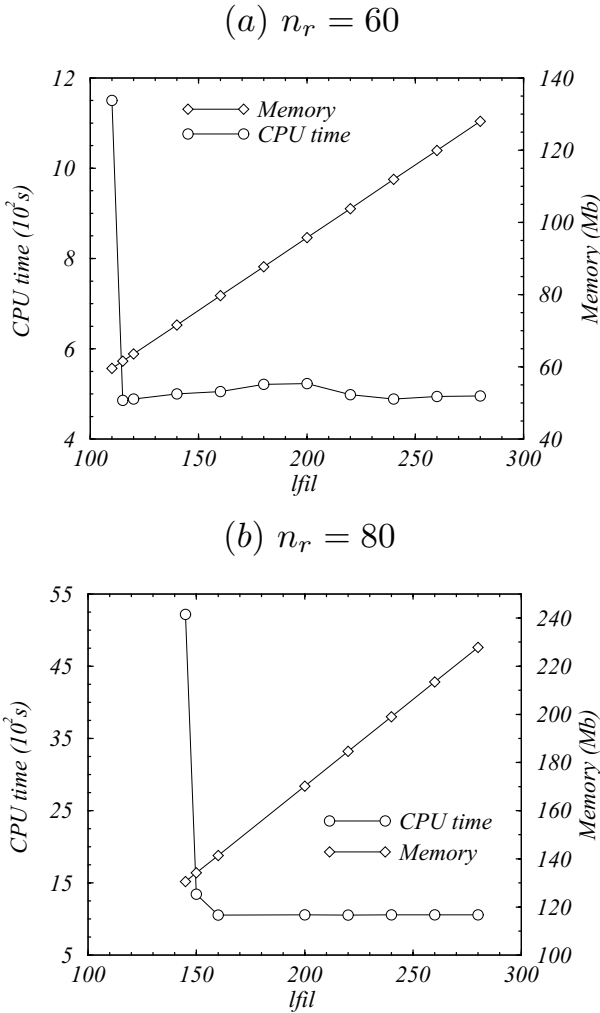 (a) n_r = 60
12
10
8
6
4
CPU time (10^2s)
Memory
CPU time
140
120
100
80
60
40
Memory (Mb)
100 150 200 250 300
lfil
(b) n_r = 80
55
45
35
25
15
5
CPU time (10^2s)
CPU time
Memory
240
220
200
180
160
140
120
100
Memory (Mb)
100 150 200 250 300
lfil